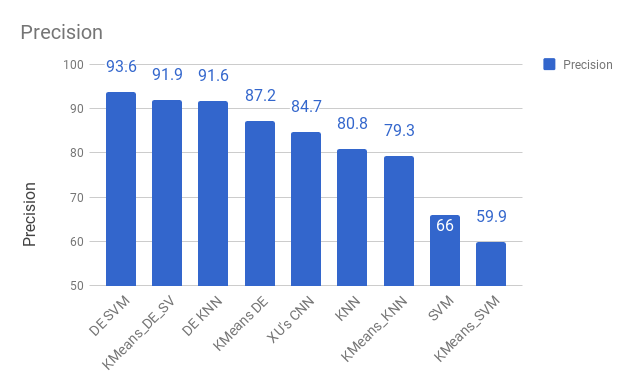 Precision
Precision
Precision
100
90
80
70
60
50
93.6
91.9
91.6
87.2
84.7
80.8
79.3
66
59.9
DE SVM
KMeans_DE_SV
DE KNN
KMeans DE
XU's CNN
KNN
KMeans_KNN
SVM
KMeans_SVM